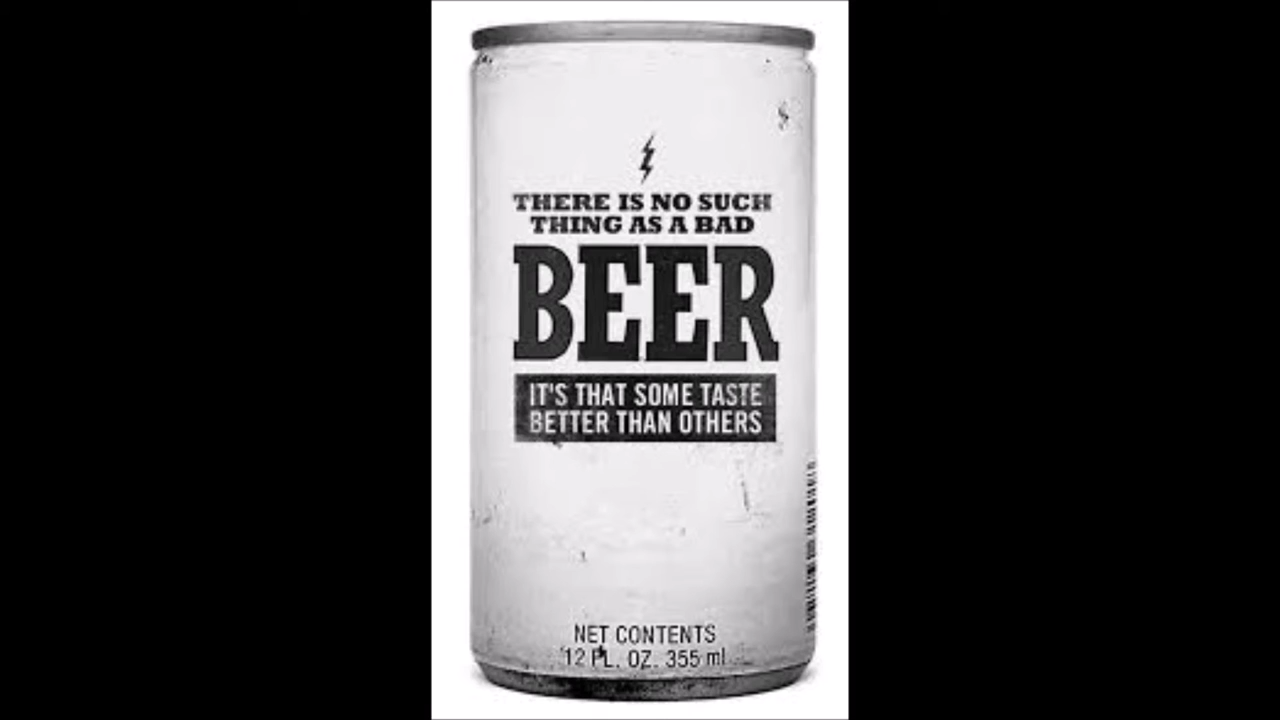 THERE IS NO SUCH
THING AS A BAD
BEER
IT'S THAT SOME TASTE
BETTER THAN OTHERS
NET CONTENTS
12 FL. OZ. 355 ml